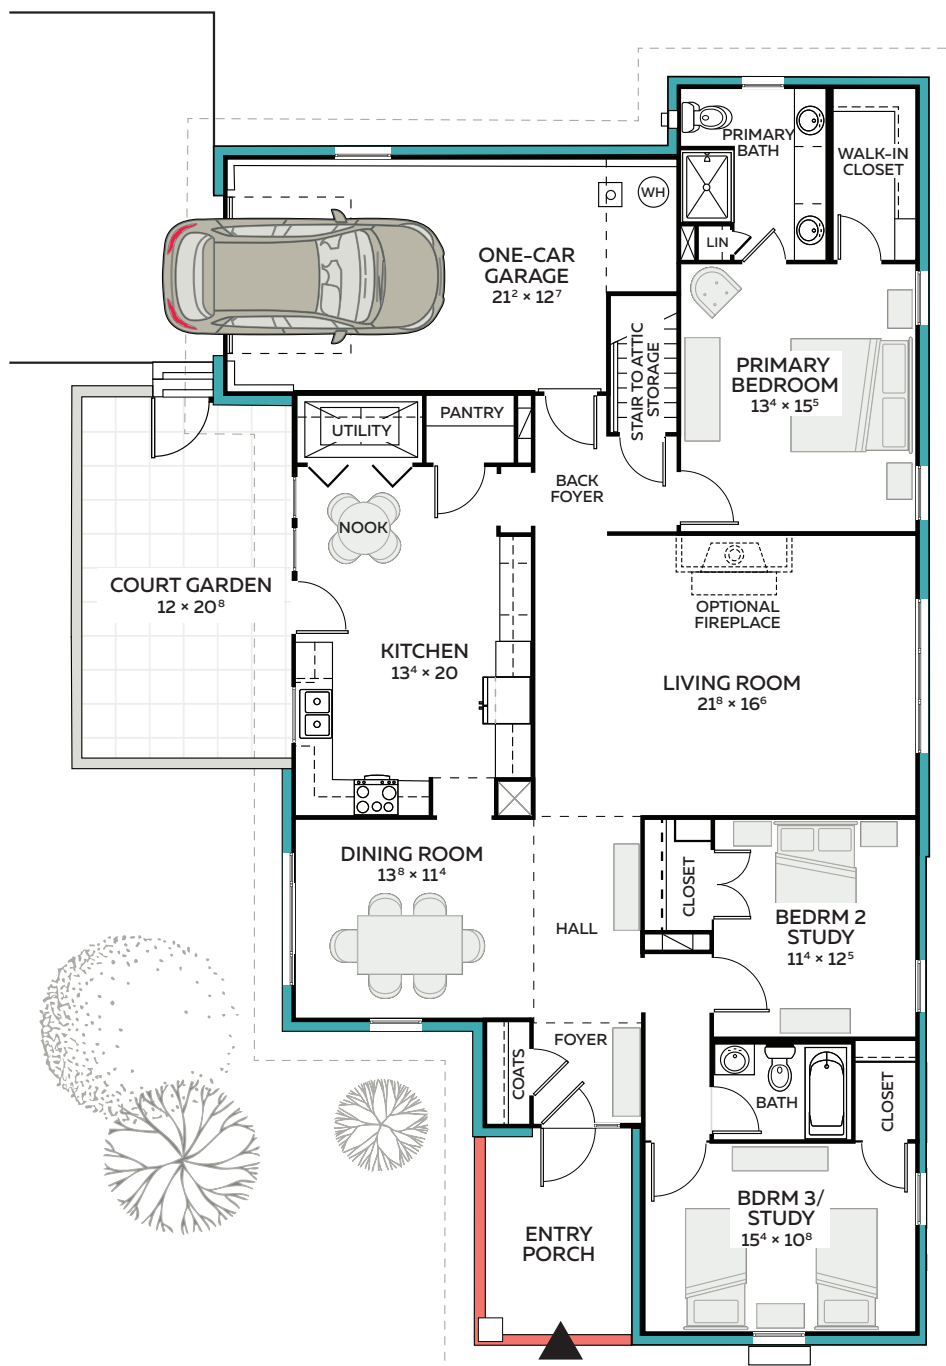 PRIMARY
BATH
WALK-IN
CLOSET
WH
LIN
ONE-CAR
GARAGE
21² × 12⁷
STAIR TO ATTIC
STORAGE
PRIMARY
BEDROOM
13⁴ × 15⁵
UTILITY
PANTRY
BACK
FOYER
NOOK
COURT GARDEN
12 × 20⁸
OPTIONAL
FIREPLACE
KITCHEN
13⁴ × 20
LIVING ROOM
21⁸ × 16⁶
DINING ROOM
13⁸ × 11⁴
CLOSET
HALL
BEDRM 2
STUDY
11⁴ × 12⁵
FOYER
COATS
BATH
CLOSET
BDRM 3/
STUDY
15⁴ × 10⁸
ENTRY
PORCH